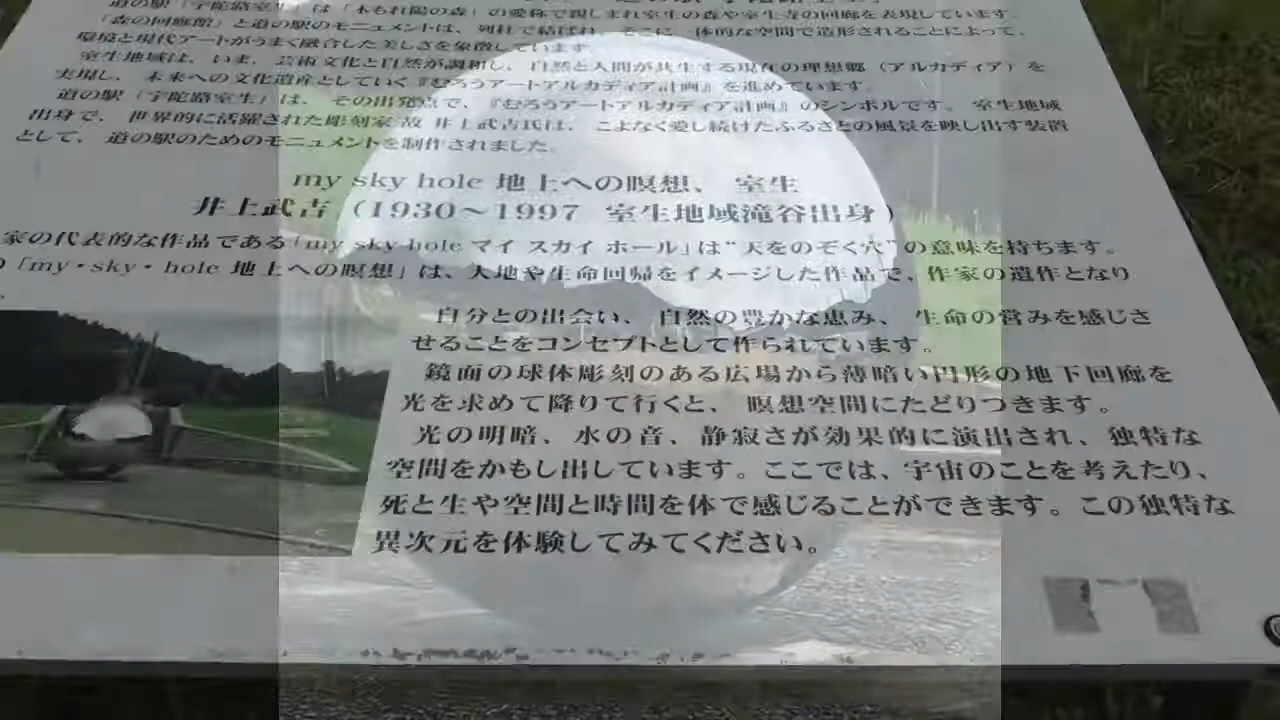 道の駅「宇陀路室生」は「木もれ陽の森」の愛称で親しまれ室生の森や室生寺の回廊を表現しています。
「森の回廊館」と道の駅のモニュメントは、列柱で結ばれ、そこに一体的な空間で造形されることによって、
環境と現代アートがうまく融合した美しさを象徴しています。
室生地域は、いま、芸術文化と自然が調和し、自然と人間が共生する現在の理想郷（アルカディア）を
実現し、未来への文化遺産としていく『むろうアートアルカディア計画』を進めています。
道の駅「宇陀路室生」は、その出発点で、『むろうアートアルカディア計画』のシンボルです。室生地域
出身で、世界的に活躍された彫刻家 故 井上武吉氏は、こよなく愛し続けたふるさとの風景を映し出す装置
として、道の駅のためのモニュメントを制作されました。
my sky hole 地上への瞑想、室生
井上武吉（1930～1997 室生地域滝谷出身）
家の代表的な作品である「my sky hole マイ スカイ ホール」は“天をのぞく穴”の意味を持ちます。
「my・sky・hole 地上への瞑想」は、大地や生命回帰をイメージした作品で、作家の遺作となり
。
自分との出会い、自然の豊かな恵み、生命の営みを感じさ
せることをコンセプトとして作られています。
鏡面の球体彫刻のある広場から薄暗い円形の地下回廊を
光を求めて降りて行くと、瞑想空間にたどりつきます。
光の明暗、水の音、静寂さが効果的に演出され、独特な
空間をかもし出しています。ここでは、宇宙のことを考えたり、
死と生や空間と時間を体で感じることができます。この独特な
異次元を体験してみてください。